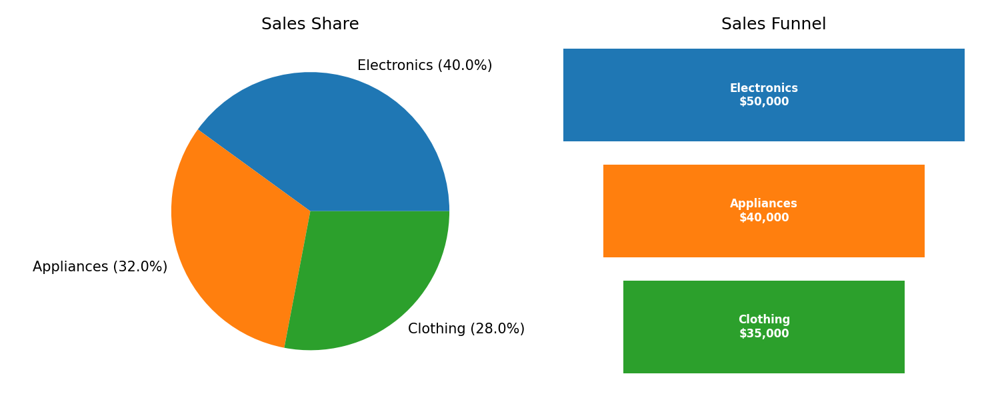 Sales Share
Electronics (40.0%)
Appliances (32.0%)
Clothing (28.0%)
Sales Funnel
Electronics
$50,000
Appliances
$40,000
Clothing
$35,000